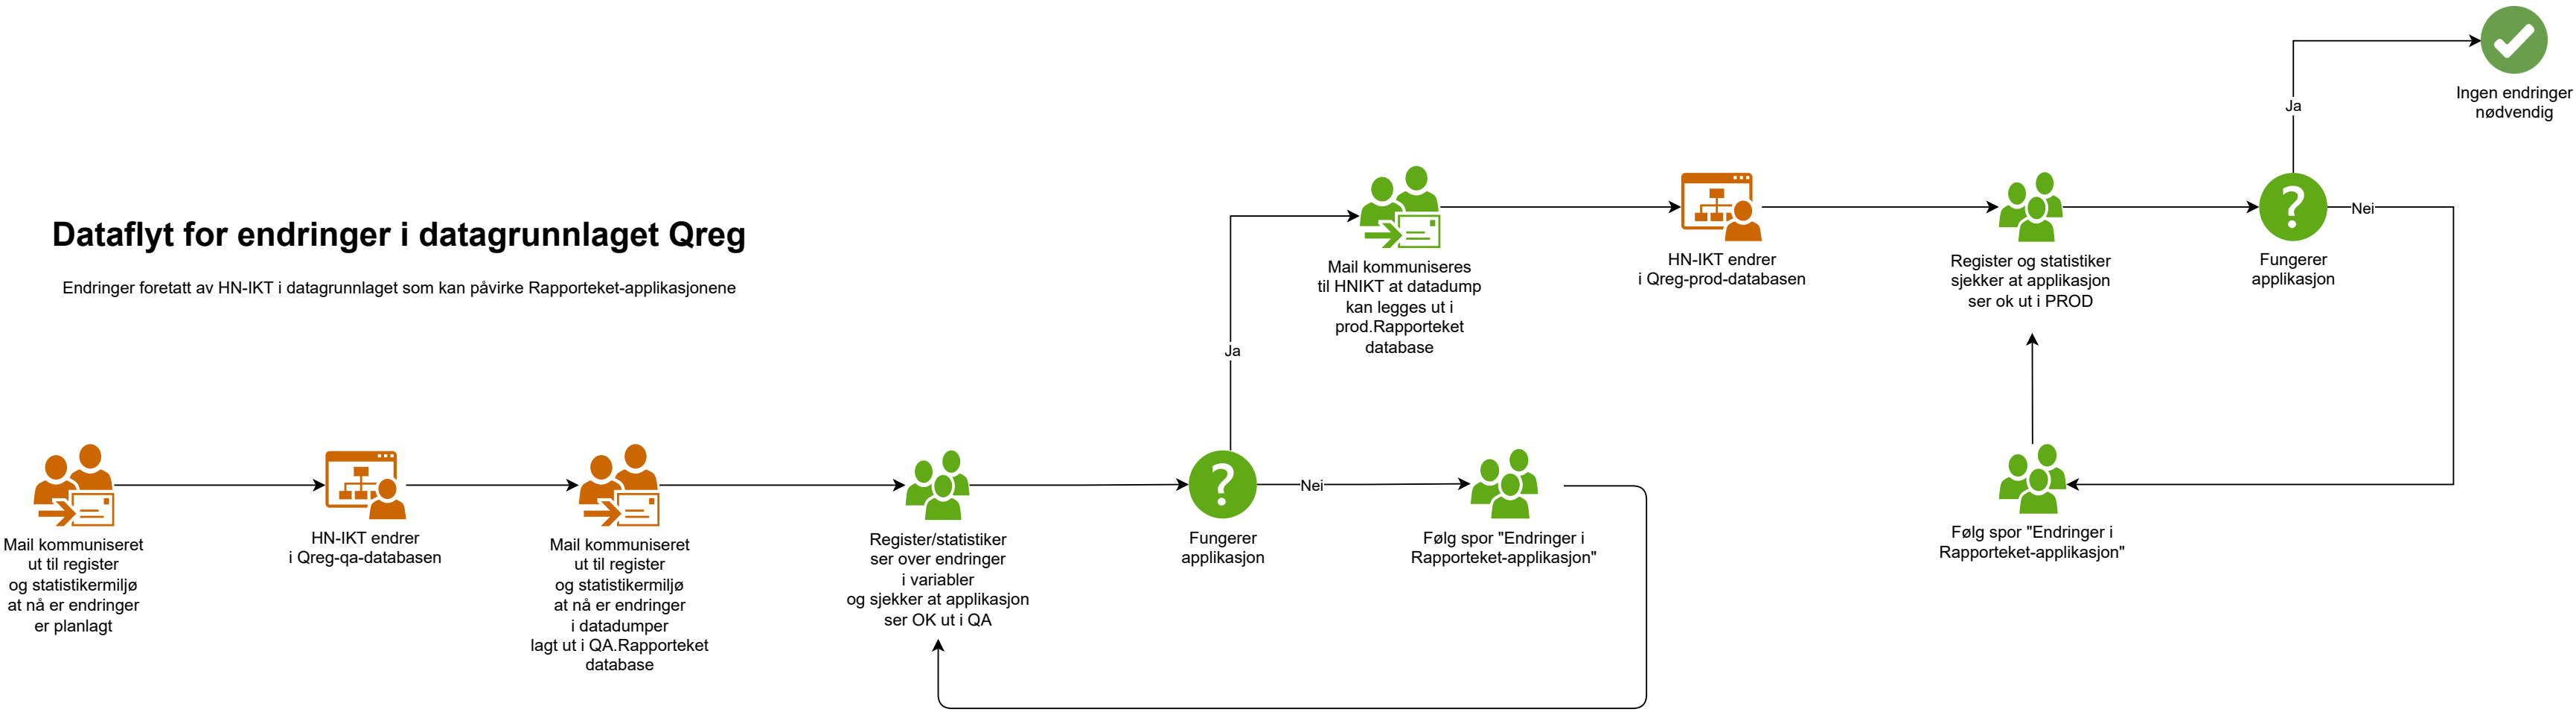 Dataflyt for endringer i datagrunnlaget Qreg
Endringer foretatt av HN-IKT i datagrunnlaget som kan påvirke Rapporteket-applikasjonene
Mail kommuniseret
ut til register
og statistikermiljø
at nå er endringer
er planlagt
HN-IKT endrer
i Qreg-qa-databasen
Mail kommuniseret
ut til register
og statistikermiljø
at nå er endringer
i datadumper
lagt ut i QA.Rapporteket
database
Register/statistiker
ser over endringer
i variabler
og sjekker at applikasjon
ser OK ut i QA
Fungerer
applikasjon
Nei
Følg spor "Endringer i
Rapporteket-applikasjon"
Ja
Mail kommuniseres
til HNIKT at datadump
kan legges ut i
prod.Rapporteket
database
HN-IKT endrer
i Qreg-prod-databasen
Register og statistiker
sjekker at applikasjon
ser ok ut i PROD
Fungerer
applikasjon
Nei
Følg spor "Endringer i
Rapporteket-applikasjon"
Ja
Ingen endringer
nødvendig